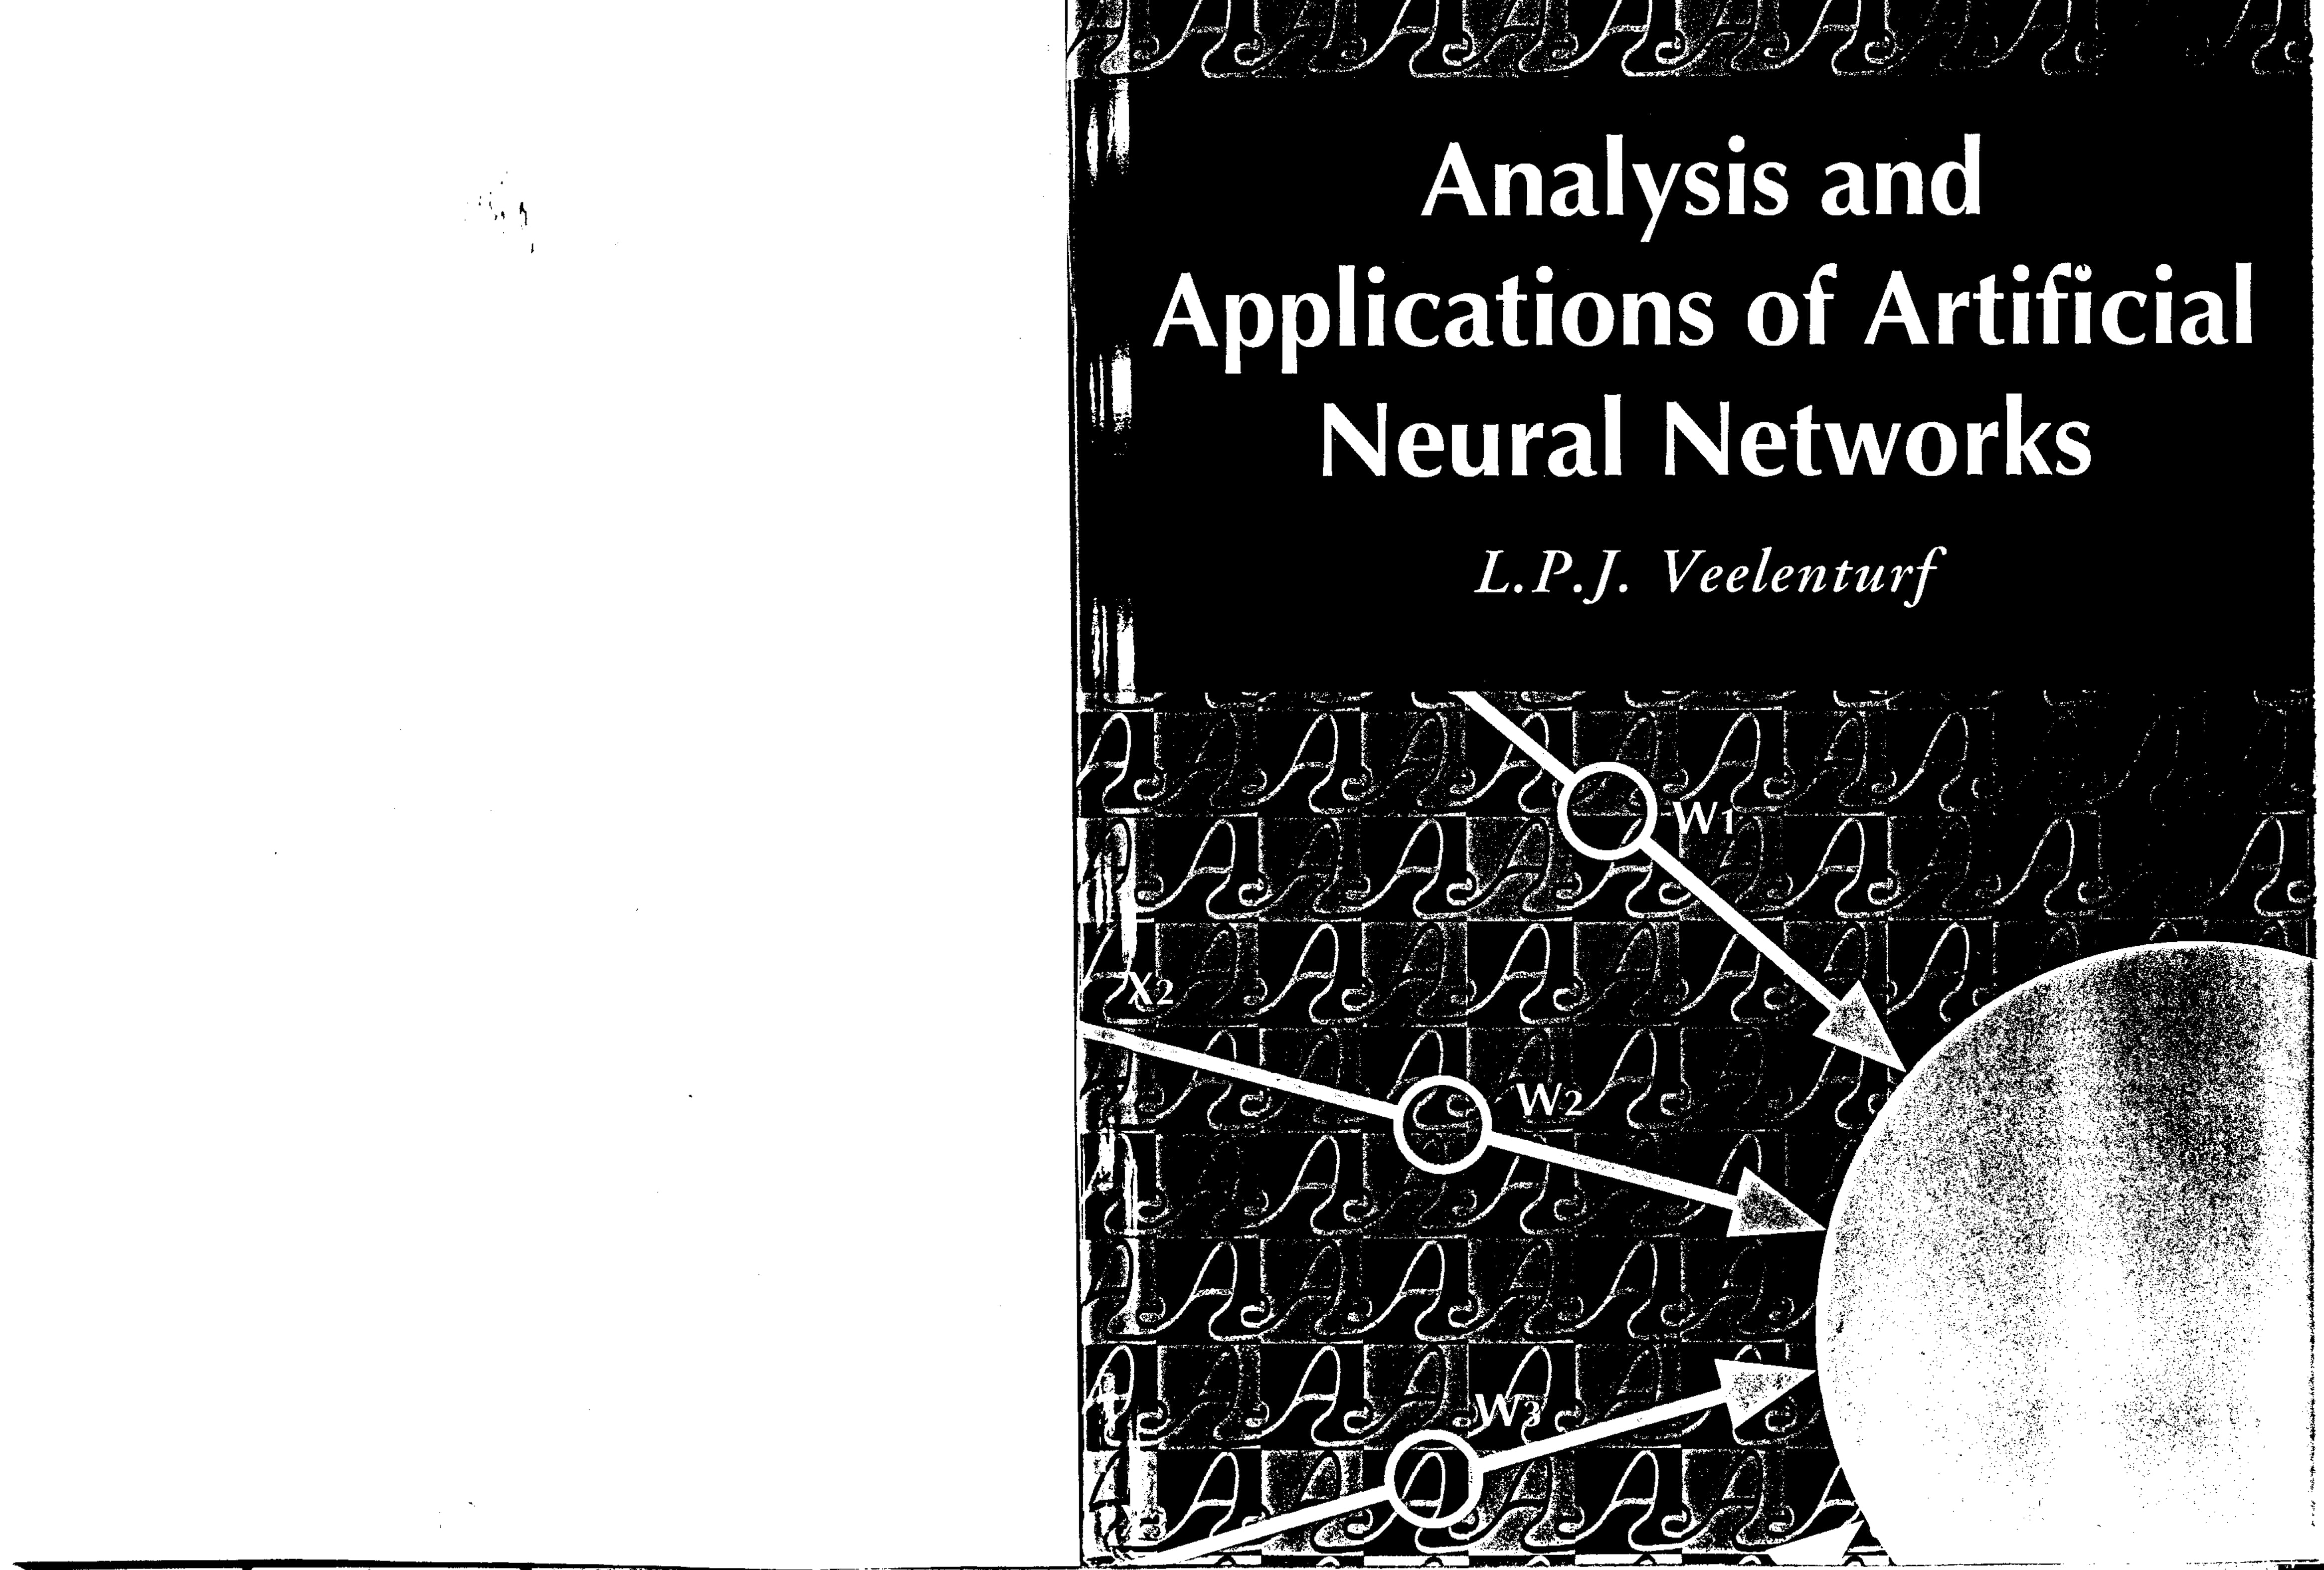 Analysis and
Applications of Artificial
Neural Networks
L.P.J. Veelenturf
W1
X2
W2
W3